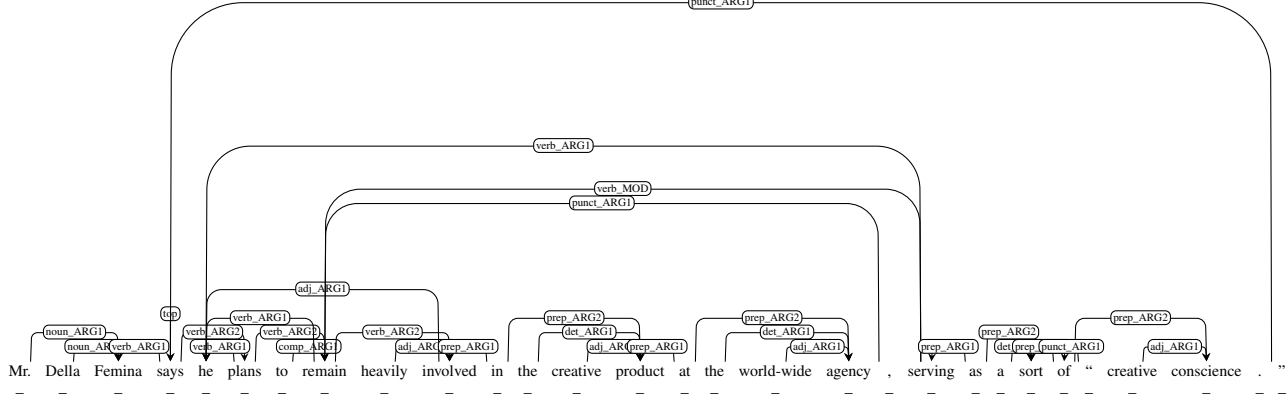 punct_ARG1
verb_ARG1
verb_MOD
punct_ARG1
adj_ARG1
top
verb_ARG1 prep_ARG2 prep_ARG2 prep_ARG2
noun_ARG1 verb_ARG2 verb_ARG2 verb_ARG2 det_ARG1 det_ARG1 prep_ARG2
verb_ARG1 verb_ARG1 comp_ARG1 prep_ARG1 prep_ARG1 adj_ARG1 prep_ARG1 punct_ARG1 adj_ARG1
Mr. Della Femina says he plans to remain heavily involved in the creative product at the world-wide agency , serving as a sort of “ creative conscience . ”
_ _ _ _ _ _ _ _ _ _ _ _ _ _ _ _ _ _ _ _ _ _ _ _ _ _ _ _ _ _